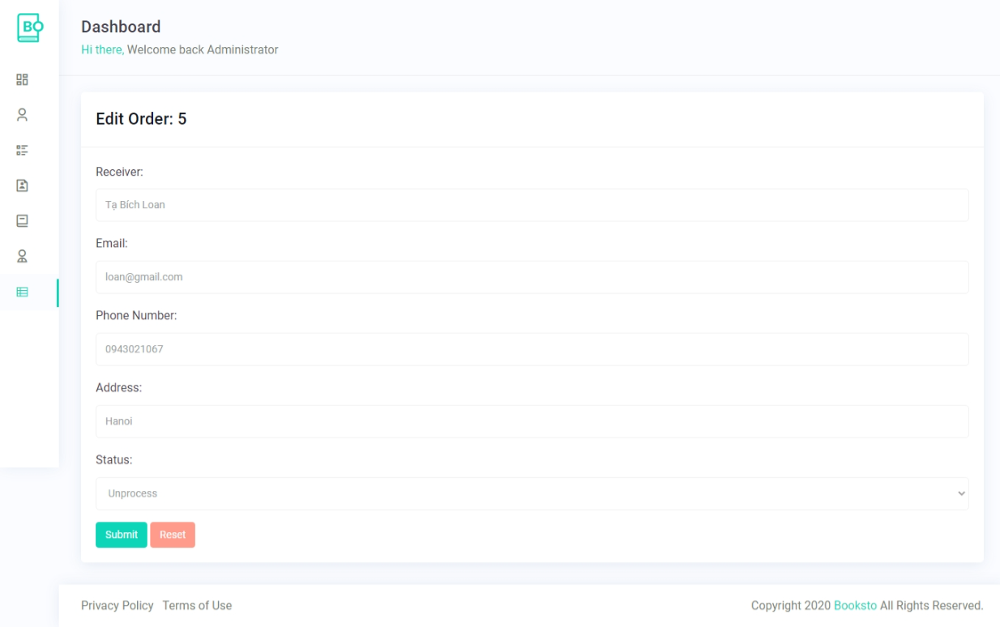 BO
Dashboard
Hi there, Welcome back Administrator
Edit Order: 5
Receiver:
Tạ Bích Loan
Email:
loan@gmail.com
Phone Number:
0943021067
Address:
Hanoi
Status:
Unprocess
Submit Reset
Privacy Policy Terms of Use
Copyright 2020 Booksto All Rights Reserved.